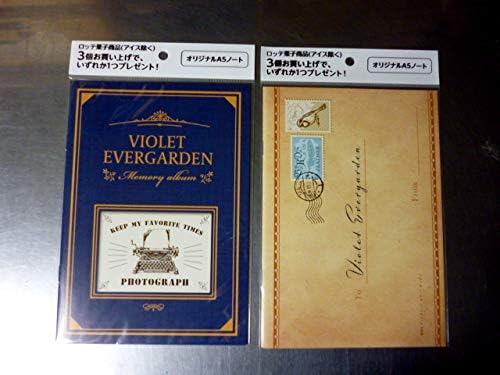 ロッテ菓子商品(アイス除く)
3個お買い上げで、
いずれか1つプレゼント!
オリジナルA5ノート
VIOLET
EVERGARDEN
Memory album
KEEP MY FAVORITE TIMES
PHOTOGRAPH
ロッテ菓子商品(アイス除く)
3個お買い上げで、
いずれか1つプレゼント!
オリジナルA5ノート
To Violet Evergarden
From